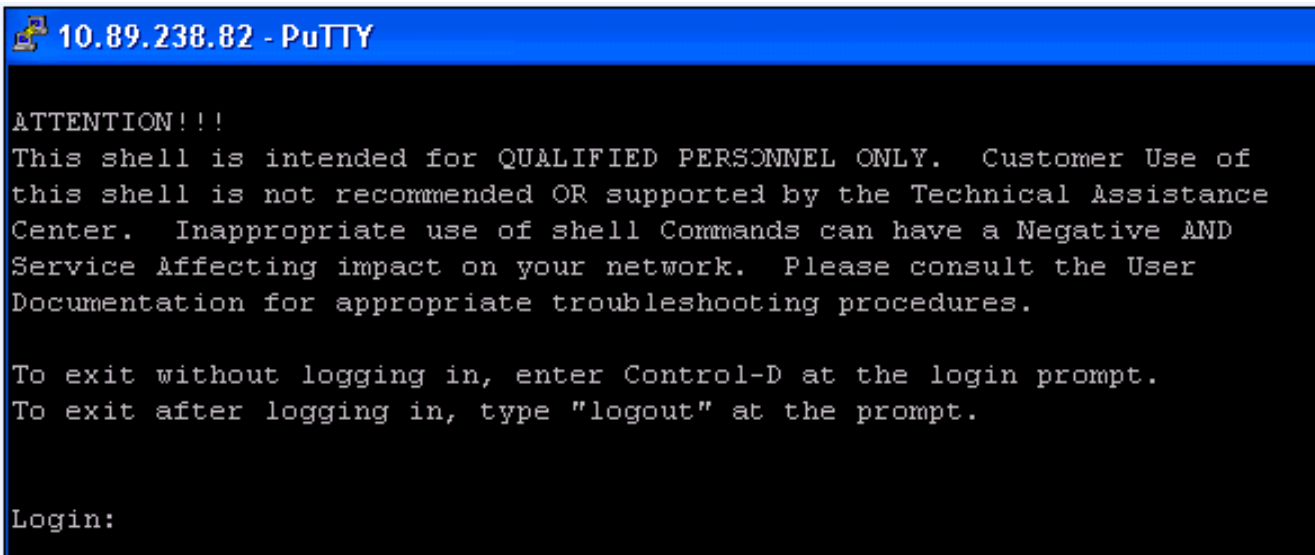 10.89.238.82 - PuTTY
ATTENTION!!!
This shell is intended for QUALIFIED PERSONNEL ONLY.  Customer Use of
this shell is not recommended OR supported by the Technical Assistance
Center.  Inappropriate use of shell Commands can have a Negative AND
Service Affecting impact on your network.  Please consult the User
Documentation for appropriate troubleshooting procedures.
To exit without logging in, enter Control-D at the login prompt.
To exit after logging in, type "logout" at the prompt.
Login: